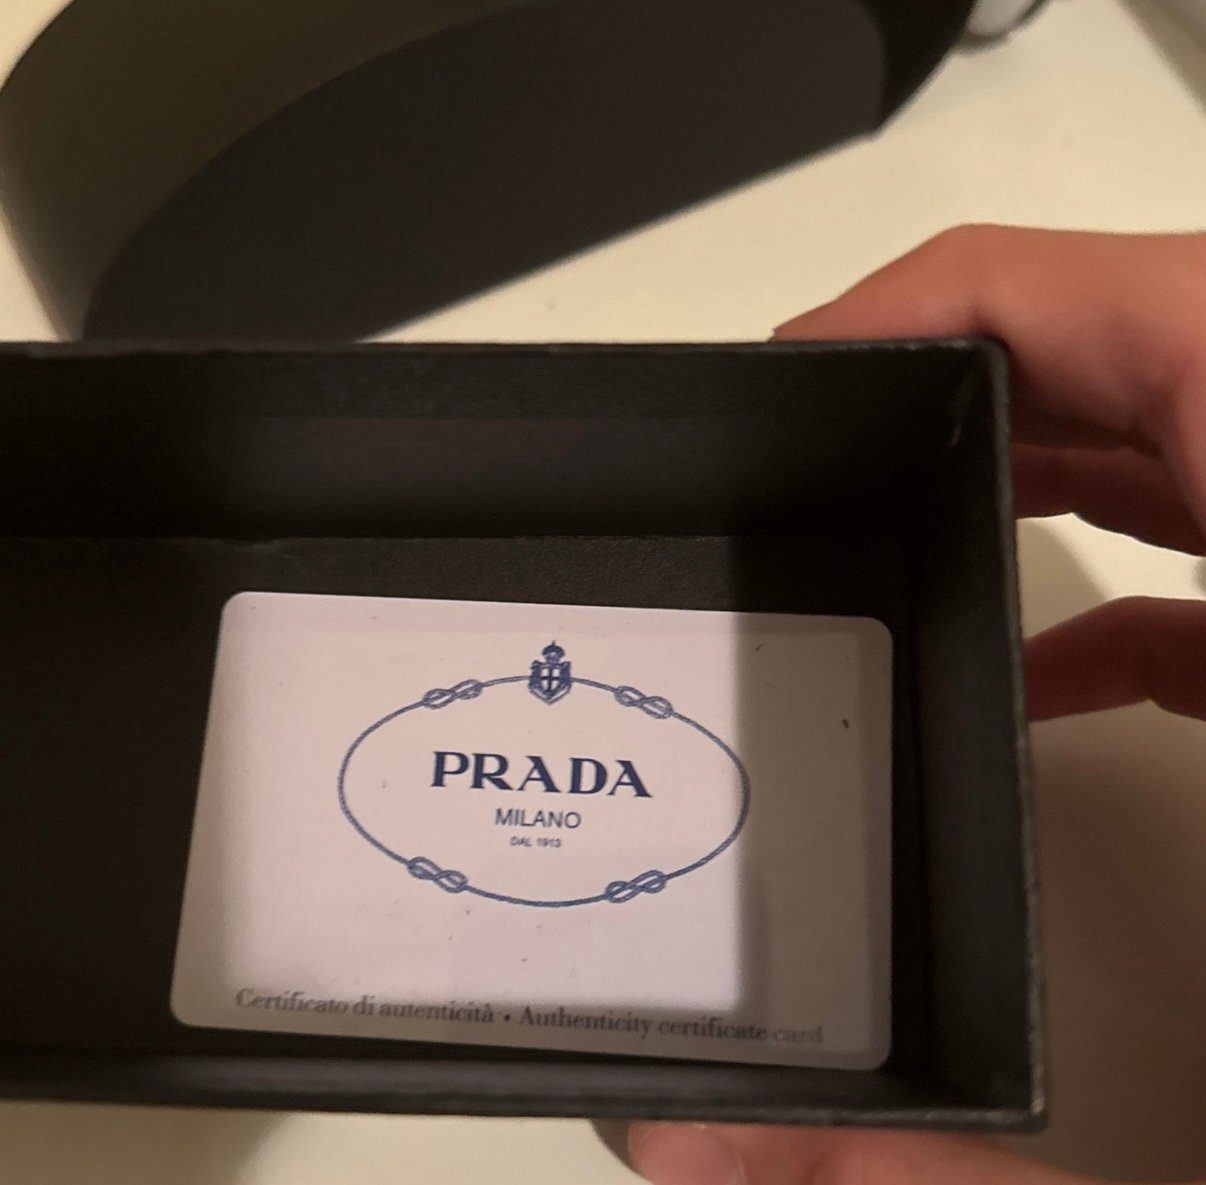 PRADA
MILANO
DAL 1913
Certificato di autenticità • Authenticity certificate card